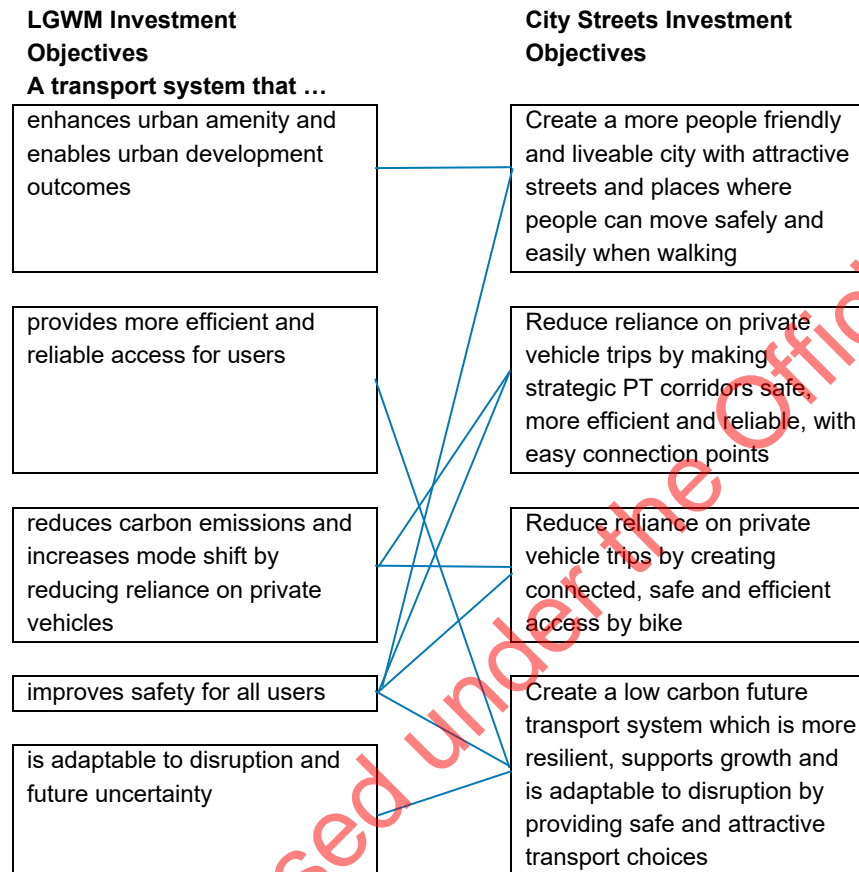 LGWM Investment
Objectives
A transport system that …
enhances urban amenity and
enables urban development
outcomes
provides more efficient and
reliable access for users
reduces carbon emissions and
increases mode shift by
reducing reliance on private
vehicles
improves safety for all users
is adaptable to disruption and
future uncertainty
City Streets Investment
Objectives
Create a more people friendly
and liveable city with attractive
streets and places where
people can move safely and
easily when walking
Reduce reliance on private
vehicle trips by making
strategic PT corridors safe,
more efficient and reliable, with
easy connection points
Reduce reliance on private
vehicle trips by creating
connected, safe and efficient
access by bike
Create a low carbon future
transport system which is more
resilient, supports growth and
is adaptable to disruption by
providing safe and attractive
transport choices
under the